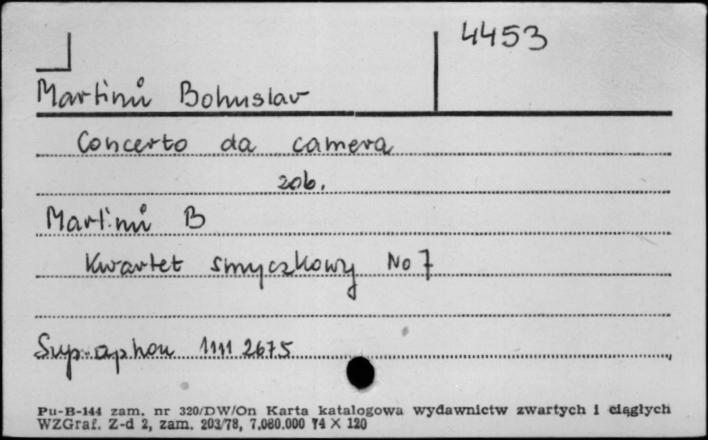 4453
Martinů Bohuslav
Concerto da camera
zob.
Martinů B
Kwartet smyczkowy No 7
Supraphon 1111 2675
Pu-B-144 zam. nr 320/DW/On Karta katalogowa wydawnictw zwartych i ciągłych
WZGraf. Z-d 2, zam. 203/78, 7.080.000 74 X 120